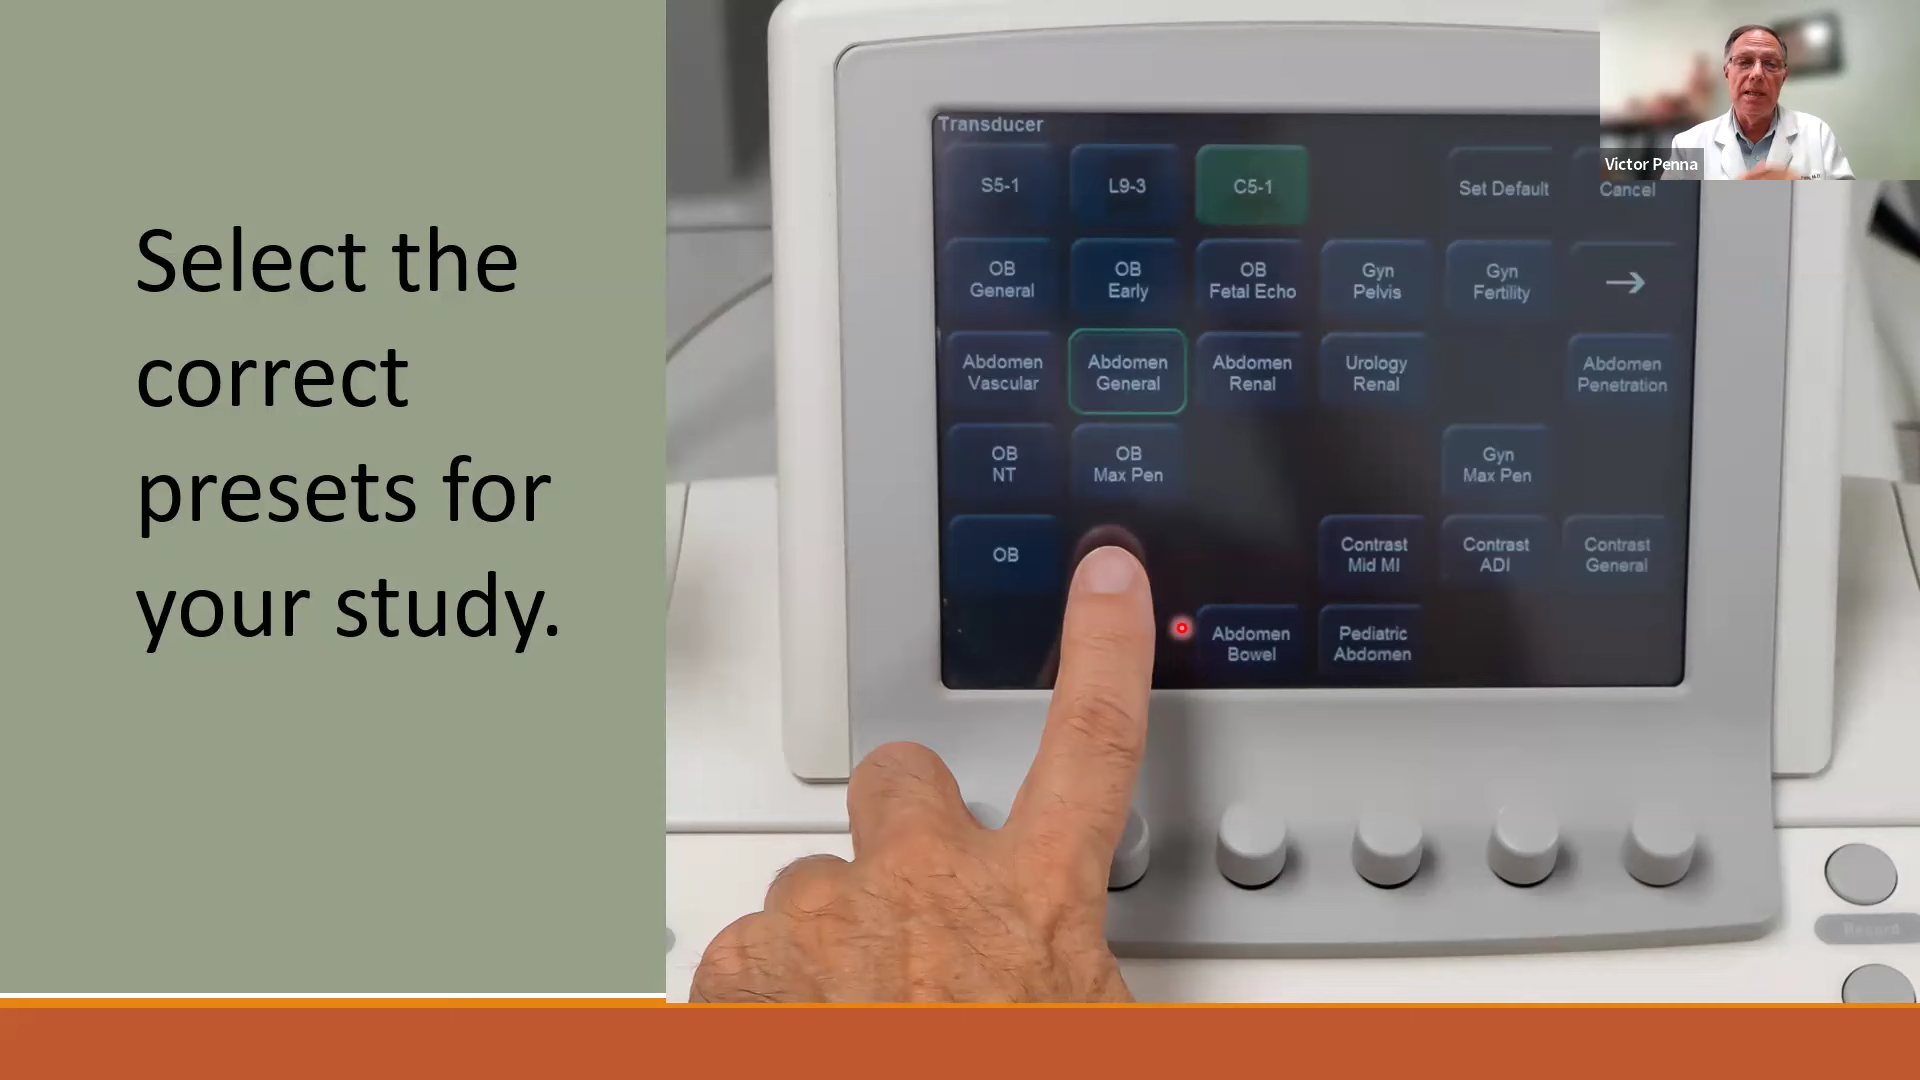 Select the
correct
presets for
your study.
Transducer
S5-1
L9-3
C5-1
Set Default
Cancel
OB
General
OB
Early
OB
Fetal Echo
Gyn
Pelvis
Gyn
Fertility
→
Abdomen
Vascular
Abdomen
General
Abdomen
Renal
Urology
Renal
Abdomen
Penetration
OB
NT
OB
Max Pen
Gyn
Max Pen
OB
Contrast
Mid MI
Contrast
ADI
Contrast
General
Abdomen
Bowel
Pediatric
Abdomen
Record
Victor Penna